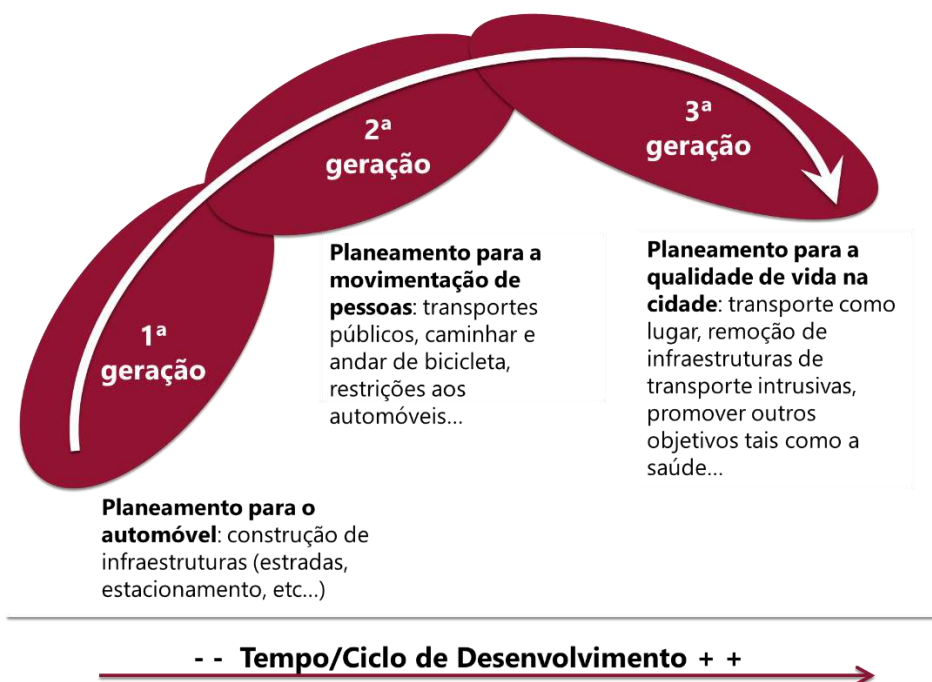 1ª
geração
Planeamento para o
automóvel: construção de
infraestruturas (estradas,
estacionamento, etc...)
2ª
geração
Planeamento para a
movimentação de
pessoas: transportes
públicos, caminhar e
andar de bicicleta,
restrições aos
automóveis...
3ª
geração
Planeamento para a
qualidade de vida na
cidade: transporte como
lugar, remoção de
infraestruturas de
transporte intrusivas,
promover outros
objetivos tais como a
saúde...
- - Tempo/Ciclo de Desenvolvimento + +